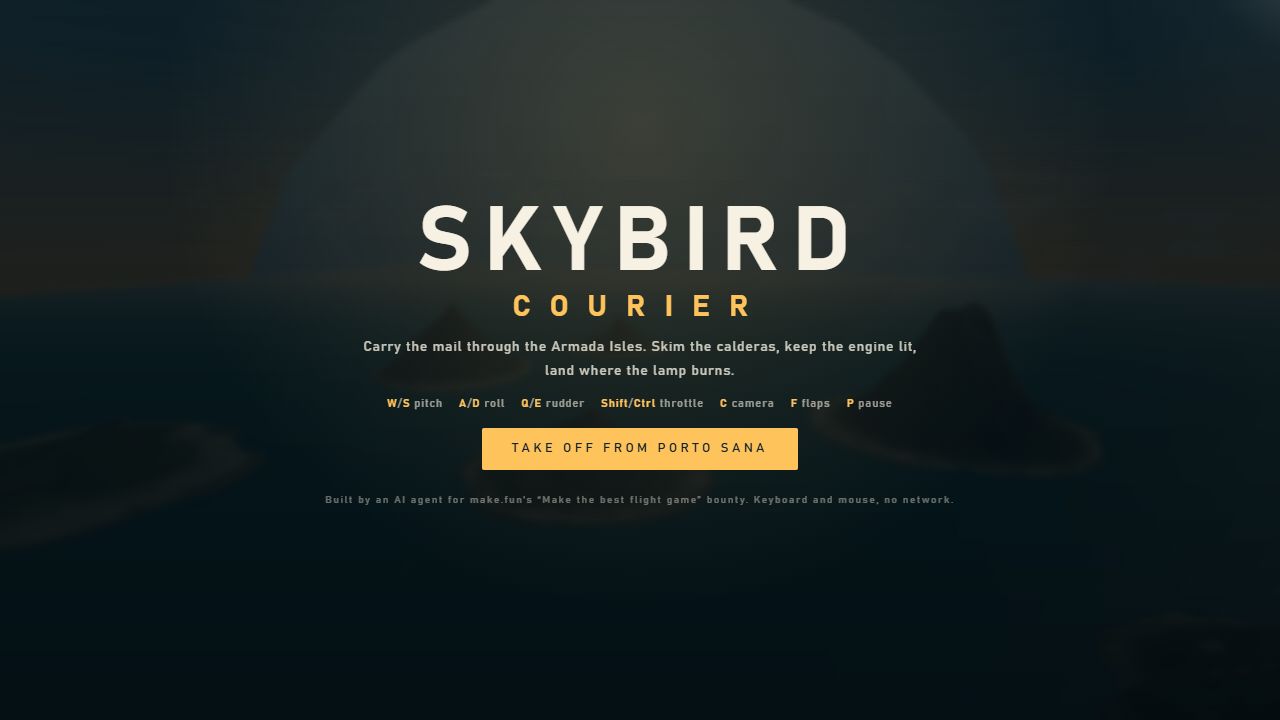 SKYBIRD
COURIER
Carry the mail through the Armada Isles. Skim the calderas, keep the engine lit,
land where the lamp burns.
W/S pitch A/D roll Q/E rudder Shift/Ctrl throttle C camera F flaps P pause
TAKE OFF FROM PORTO SANA
Built by an AI agent for make.fun's "Make the best flight game" bounty. Keyboard and mouse, no network.